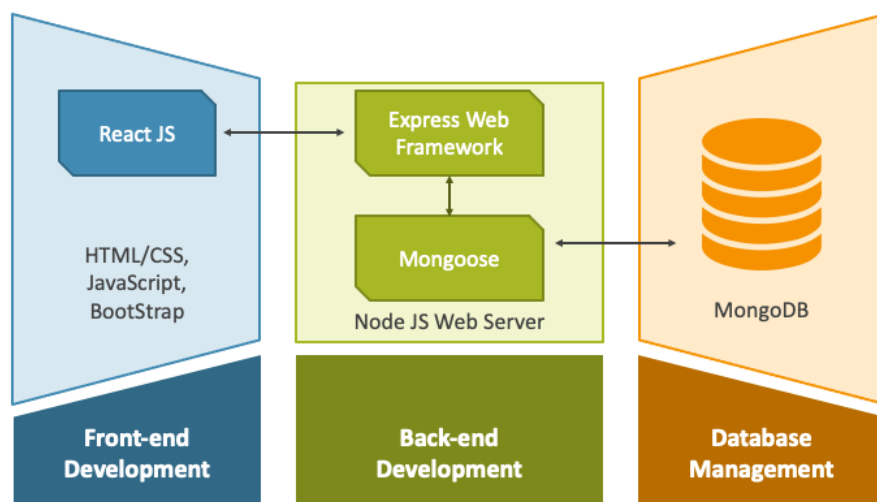 React JS
HTML/CSS,
JavaScript,
BootStrap
Express Web
Framework
Mongoose
Node JS Web Server
MongoDB
Front-end
Development
Back-end
Development
Database
Management